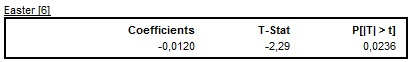 Easter [6]
Coefficients T-Stat P[|T| > t]
-0,0120 -2,29 0,0236